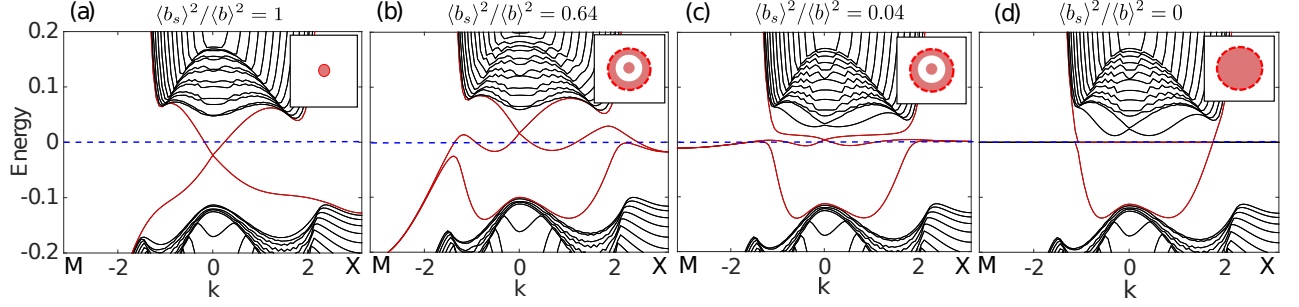 (a) ⟨b_s⟩²/⟨b⟩² = 1
(b) ⟨b_s⟩²/⟨b⟩² = 0.64
(c) ⟨b_s⟩²/⟨b⟩² = 0.04
(d) ⟨b_s⟩²/⟨b⟩² = 0
Energy
0.2
0.1
0
-0.1
-0.2
M -2 0 2 X
k
M -2 0 2 X
k
M -2 0 2 X
k
M -2 0 2 X
k